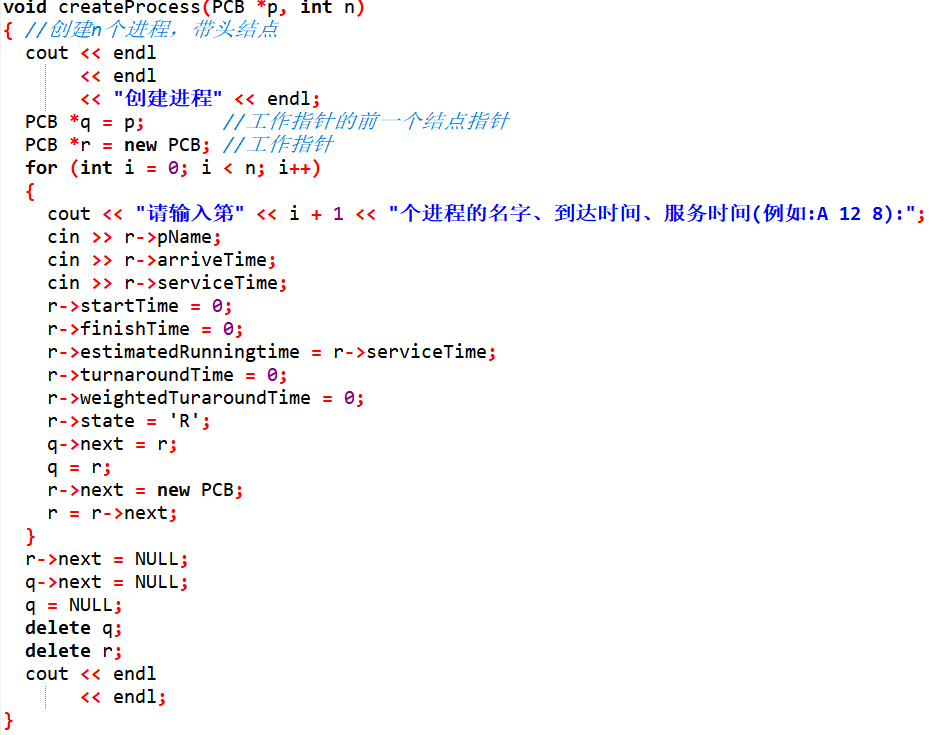 void createProcess(PCB *p, int n)
{ //创建n个进程，带头结点
  cout << endl
       << endl
       << "创建进程" << endl;
  PCB *q = p;       //工作指针的前一个结点指针
  PCB *r = new PCB; //工作指针
  for (int i = 0; i < n; i++)
  {
    cout << "请输入第" << i + 1 << "个进程的名字、到达时间、服务时间(例如:A 12 8):";
    cin >> r->pName;
    cin >> r->arriveTime;
    cin >> r->serviceTime;
    r->startTime = 0;
    r->finishTime = 0;
    r->estimatedRunningtime = r->serviceTime;
    r->turnaroundTime = 0;
    r->weightedTuraroundTime = 0;
    r->state = 'R';
    q->next = r;
    q = r;
    r->next = new PCB;
    r = r->next;
  }
  r->next = NULL;
  q->next = NULL;
  q = NULL;
  delete q;
  delete r;
  cout << endl
       << endl;
}